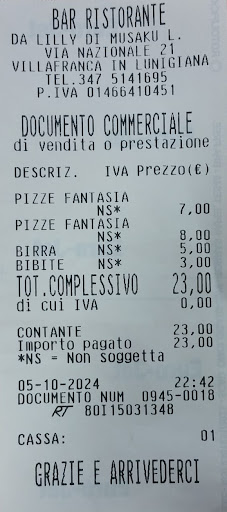 BAR RISTORANTE
DA LILLY DI MUSAKU L.
VIA NAZIONALE 21
VILLAFRANCA IN LUNIGIANA
TEL.347 5141695
P.IVA 01466410451
DOCUMENTO COMMERCIALE
di vendita o prestazione
DESCRIZ. IVA Prezzo(€)
PIZZE FANTASIA
NS* 7,00
PIZZE FANTASIA
NS* 8,00
BIRRA NS* 5,00
BIBITE NS* 3,00
TOT.COMPLESSIVO 23,00
di cui IVA 0,00
CONTANTE 23,00
Importo pagato 23,00
*NS = Non soggetta
05-10-2024 22:42
DOCUMENTO NUM 0945-0018
RT 80I15031348
CASSA: 01
GRAZIE E ARRIVEDERCI